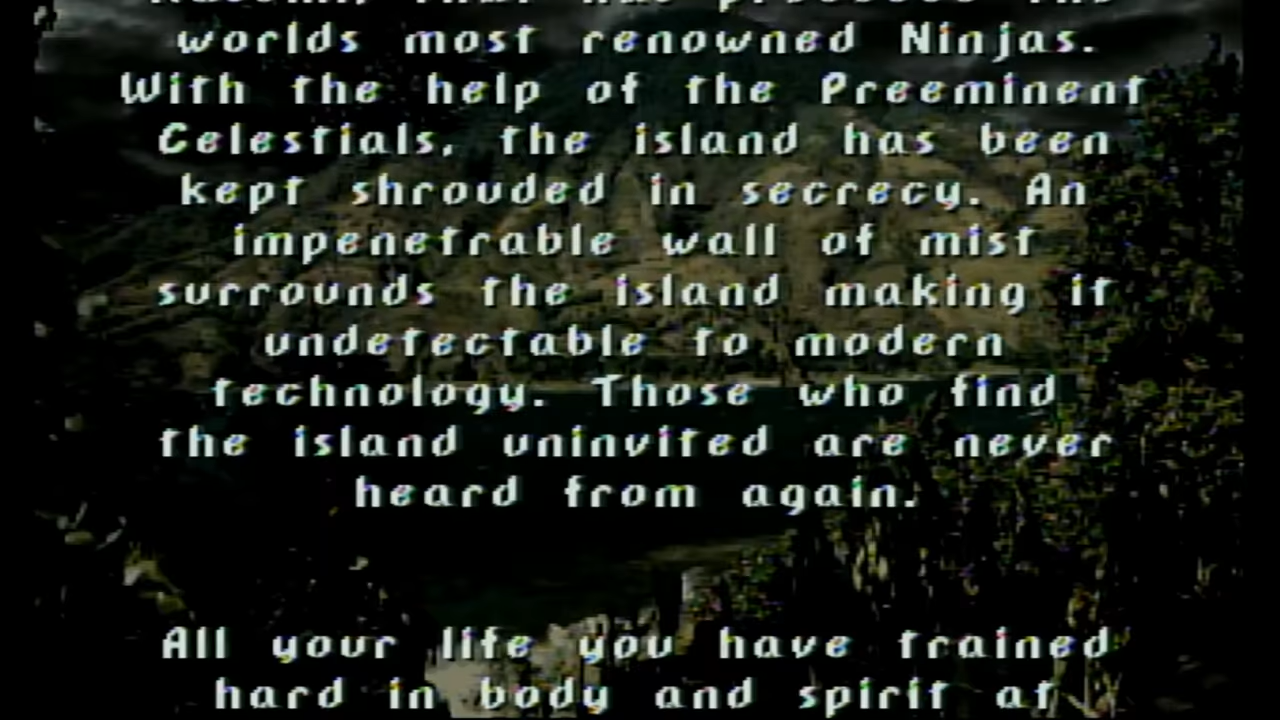 worlds most renowned Ninjas.
With the help of the Preeminent
Celestials, the island has been
kept shrouded in secrecy. An
impenetrable wall of mist
surrounds the island making it
undetectable to modern
technology. Those who find
the island uninvited are never
heard from again.
All your life you have trained
hard in body and spirit at